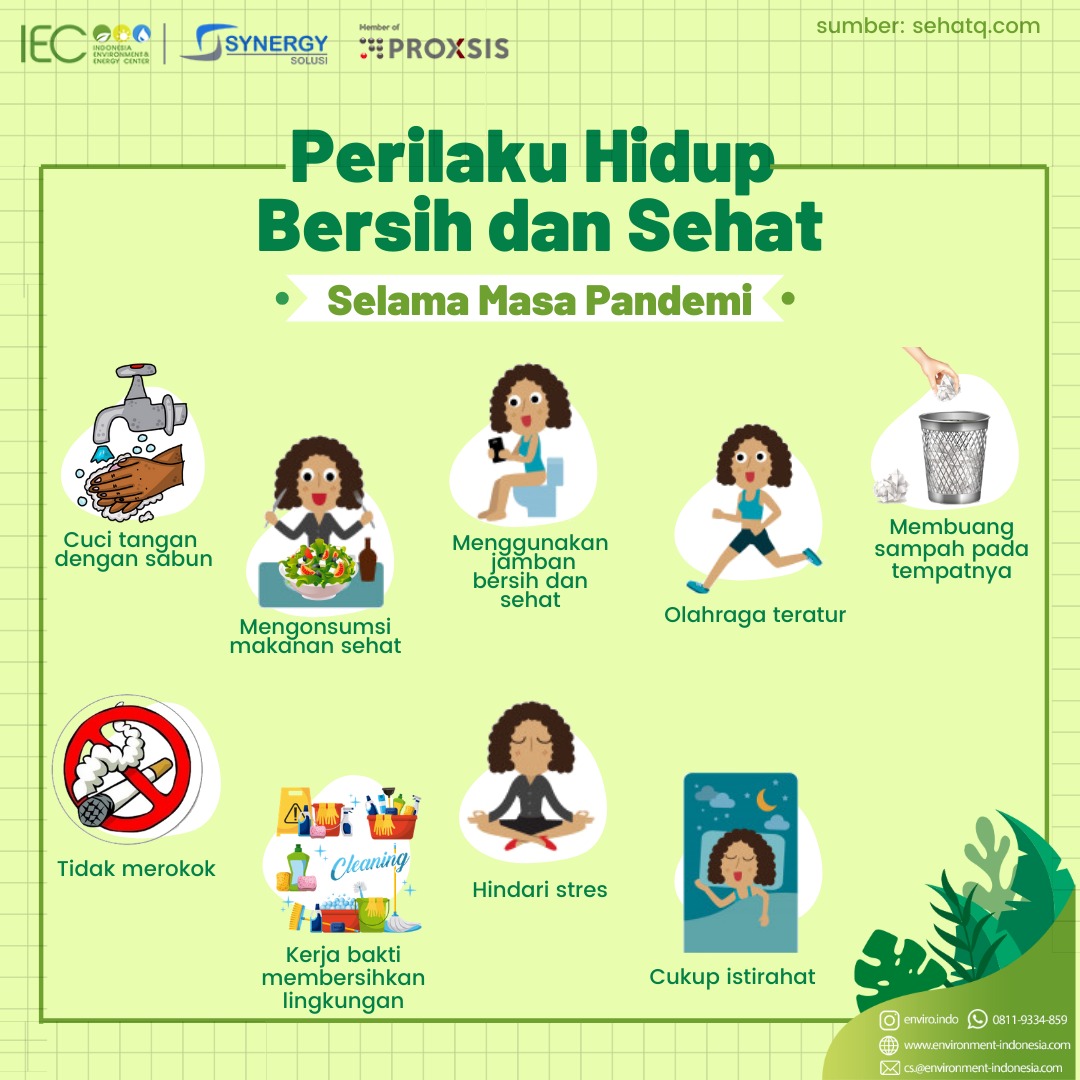 IEC
INDONESIA
ENVIRONMENT&
ENERGY CENTER
SYNERGY
SOLUSI
Member of
PROXSIS
sumber: sehatq.com
Perilaku Hidup
Bersih dan Sehat
Selama Masa Pandemi
Cuci tangan
dengan sabun
Mengonsumsi
makanan sehat
Menggunakan
jamban
bersih dan
sehat
Olahraga teratur
Membuang
sampah pada
tempatnya
Tidak merokok
Cleaning
Kerja bakti
membersihkan
lingkungan
Hindari stres
Cukup istirahat
enviro.indo 0811-9334-859
www.environment-indonesia.com
cs@environment-indonesia.com